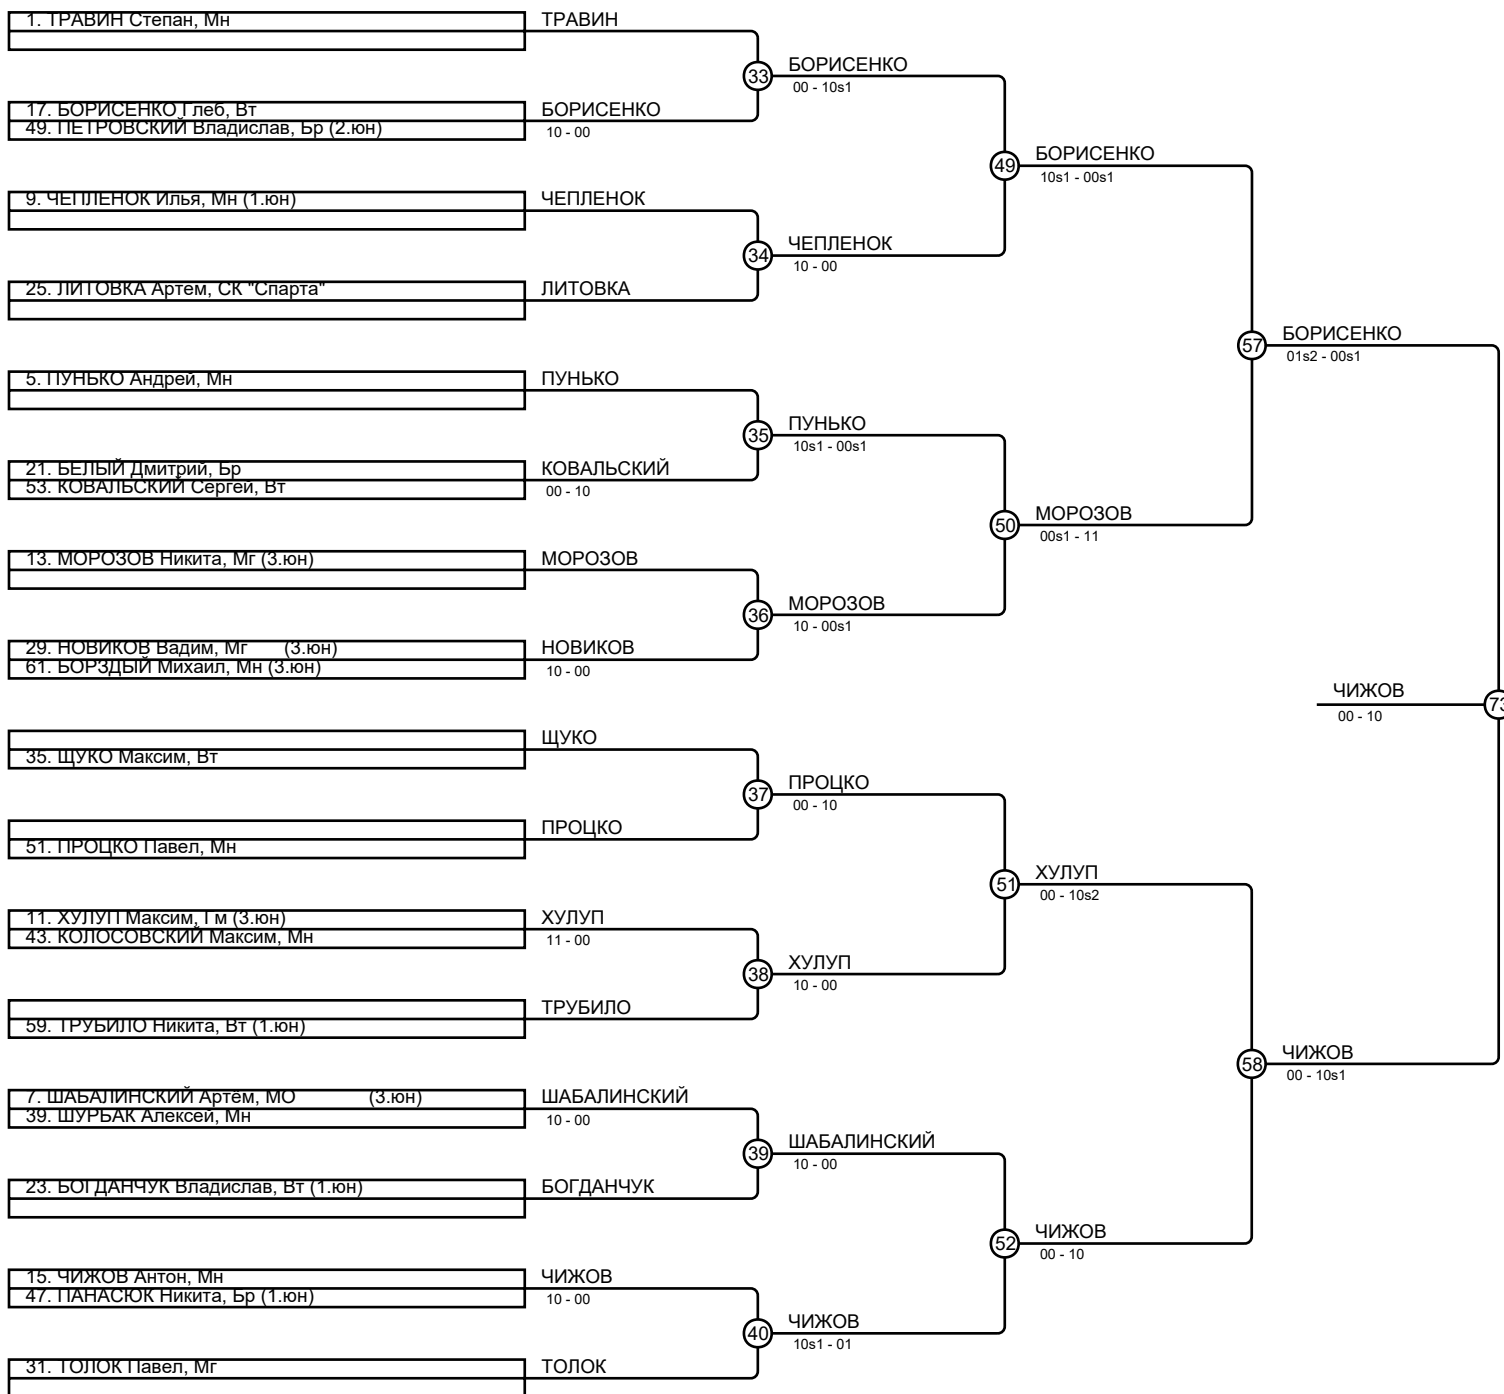 1. ТРАВИН Степан, Мн
ТРАВИН
33
БОРИСЕНКО
00 - 10s1
17. БОРИСЕНКО Глеб, Вт
49. ПЕТРОВСКИЙ Владислав, Бр (2.юн)
БОРИСЕНКО
10 - 00
49
БОРИСЕНКО
10s1 - 00s1
9. ЧЕПЛЕНОК Илья, Мн (1.юн)
ЧЕПЛЕНОК
34
ЧЕПЛЕНОК
10 - 00
25. ЛИТОВКА Артем, СК "Спарта"
ЛИТОВКА
57
БОРИСЕНКО
01s2 - 00s1
5. ПУНЬКО Андрей, Мн
ПУНЬКО
35
ПУНЬКО
10s1 - 00s1
21. БЕЛЫЙ Дмитрий, Бр
53. КОВАЛЬСКИЙ Сергей, Вт
КОВАЛЬСКИЙ
00 - 10
50
МОРОЗОВ
00s1 - 11
13. МОРОЗОВ Никита, Мг (3.юн)
МОРОЗОВ
36
МОРОЗОВ
10 - 00s1
29. НОВИКОВ Вадим, Мг (3.юн)
61. БОРЗДЫЙ Михаил, Мн (3.юн)
НОВИКОВ
10 - 00
ЧИЖОВ
00 - 10
73
35. ЩУКО Максим, Вт
ЩУКО
37
ПРОЦКО
00 - 10
51. ПРОЦКО Павел, Мн
ПРОЦКО
51
ХУЛУП
00 - 10s2
11. ХУЛУП Максим, Гм (3.юн)
43. КОЛОСОВСКИЙ Максим, Мн
ХУЛУП
11 - 00
38
ХУЛУП
10 - 00
59. ТРУБИЛО Никита, Вт (1.юн)
ТРУБИЛО
58
ЧИЖОВ
00 - 10s1
7. ШАБАЛИНСКИЙ Артём, МО (3.юн)
39. ШУРБАК Алексей, Мн
ШАБАЛИНСКИЙ
10 - 00
39
ШАБАЛИНСКИЙ
10 - 00
23. БОГДАНЧУК Владислав, Вт (1.юн)
БОГДАНЧУК
52
ЧИЖОВ
00 - 10
15. ЧИЖОВ Антон, Мн
47. ПАНАСЮК Никита, Бр (1.юн)
ЧИЖОВ
10 - 00
40
ЧИЖОВ
10s1 - 01
31. ТОЛОК Павел, Мг
ТОЛОК